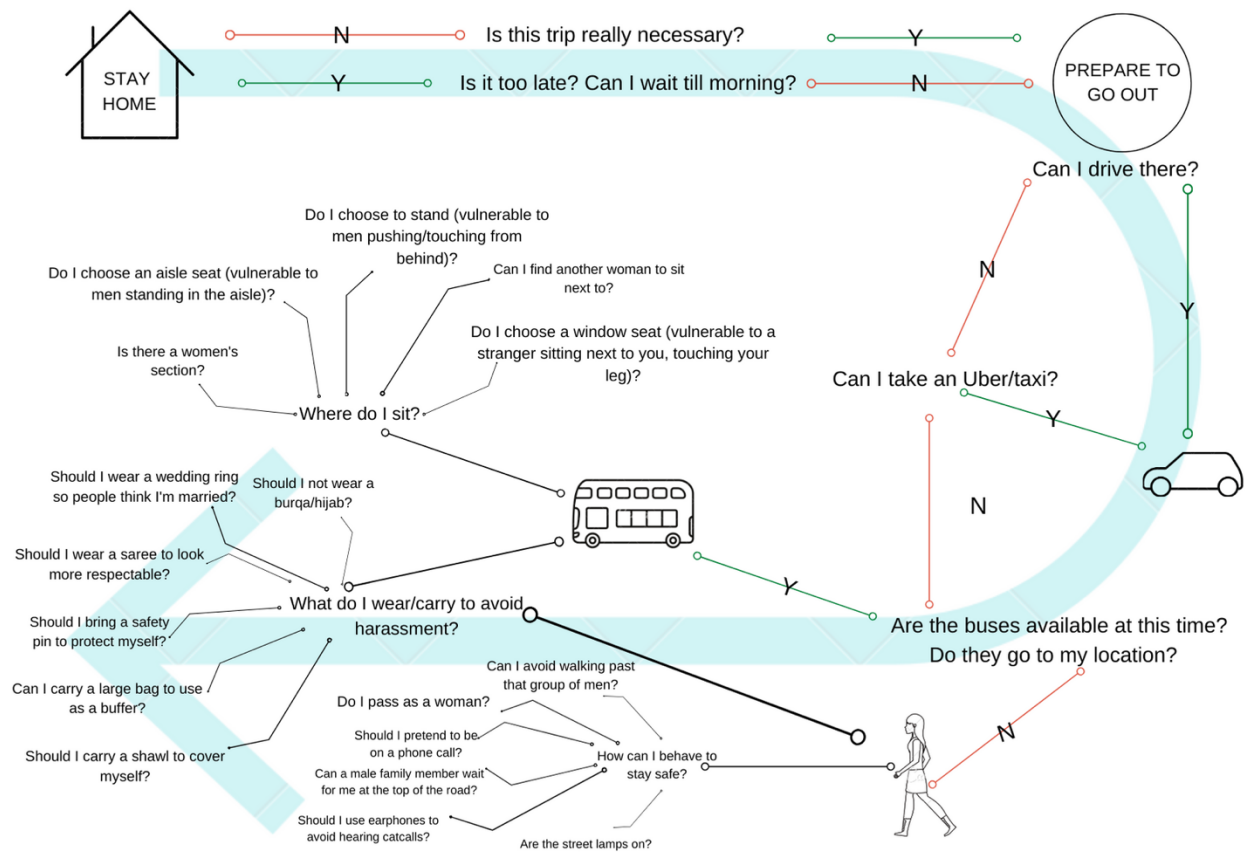 STAY
HOME
N
Is this trip really necessary?
Y
Y
Is it too late? Can I wait till morning?
N
PREPARE TO
GO OUT
Can I drive there?
N
Y
Can I take an Uber/taxi?
Y
N
Are the buses available at this time?
Do they go to my location?
Y
N
Where do I sit?
Is there a women's
section?
Do I choose an aisle seat (vulnerable to
men standing in the aisle)?
Do I choose to stand (vulnerable to
men pushing/touching from
behind)?
Can I find another woman to sit
next to?
Do I choose a window seat (vulnerable to a
stranger sitting next to you, touching your
leg)?
What do I wear/carry to avoid
harassment?
Should I wear a wedding ring
so people think I'm married?
Should I not wear a
burqa/hijab?
Should I wear a saree to look
more respectable?
Should I bring a safety
pin to protect myself?
Can I carry a large bag to use
as a buffer?
Should I carry a shawl to cover
myself?
How can I behave to
stay safe?
Can I avoid walking past
that group of men?
Do I pass as a woman?
Should I pretend to be
on a phone call?
Can a male family member wait
for me at the top of the road?
Should I use earphones to
avoid hearing catcalls?
Are the street lamps on?